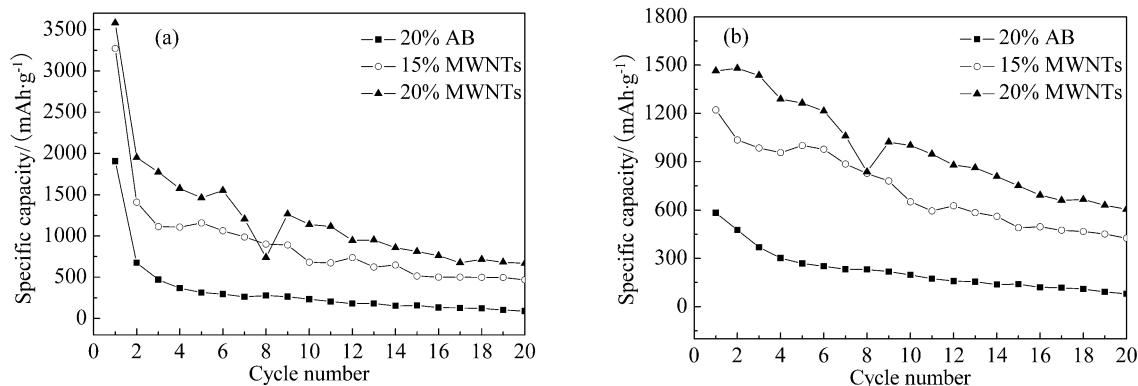 (a)
20% AB
15% MWNTs
20% MWNTs
Specific capacity/ (mAh·g⁻¹)
3500
3000
2500
2000
1500
1000
500
0
0 2 4 6 8 10 12 14 16 18 20
Cycle number
(b)
20% AB
15% MWNTs
20% MWNTs
Specific capacity/ (mAh·g⁻¹)
1800
1500
1200
900
600
300
0
0 2 4 6 8 10 12 14 16 18 20
Cycle number